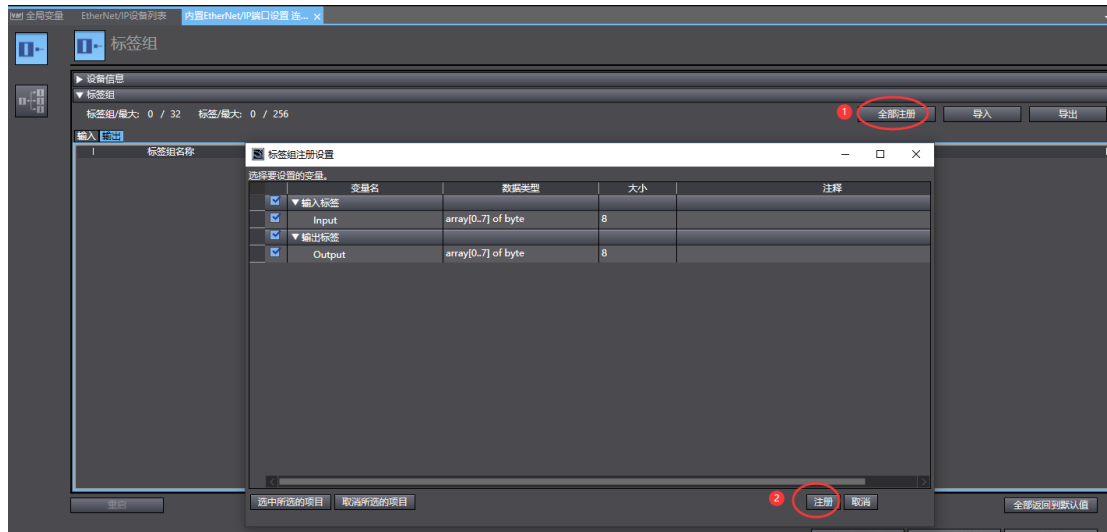 全局变量 EtherNet/IP设备列表 内置EtherNet/IP端口设置 连... x
标签组
▶ 设备信息
▼ 标签组
标签组/最大: 0 / 32 标签/最大: 0 / 256 1 全部注册 导入 导出
输入 输出
标签组名称
标签组注册设置
选择要设置的变量。
变量名 数据类型 大小 注释
▼ 输入标签
Input array[0..7] of byte 8
▼ 输出标签
Output array[0..7] of byte 8
选中所选的项目 取消所选的项目 2 注册 取消
重启 全部返回到默认值